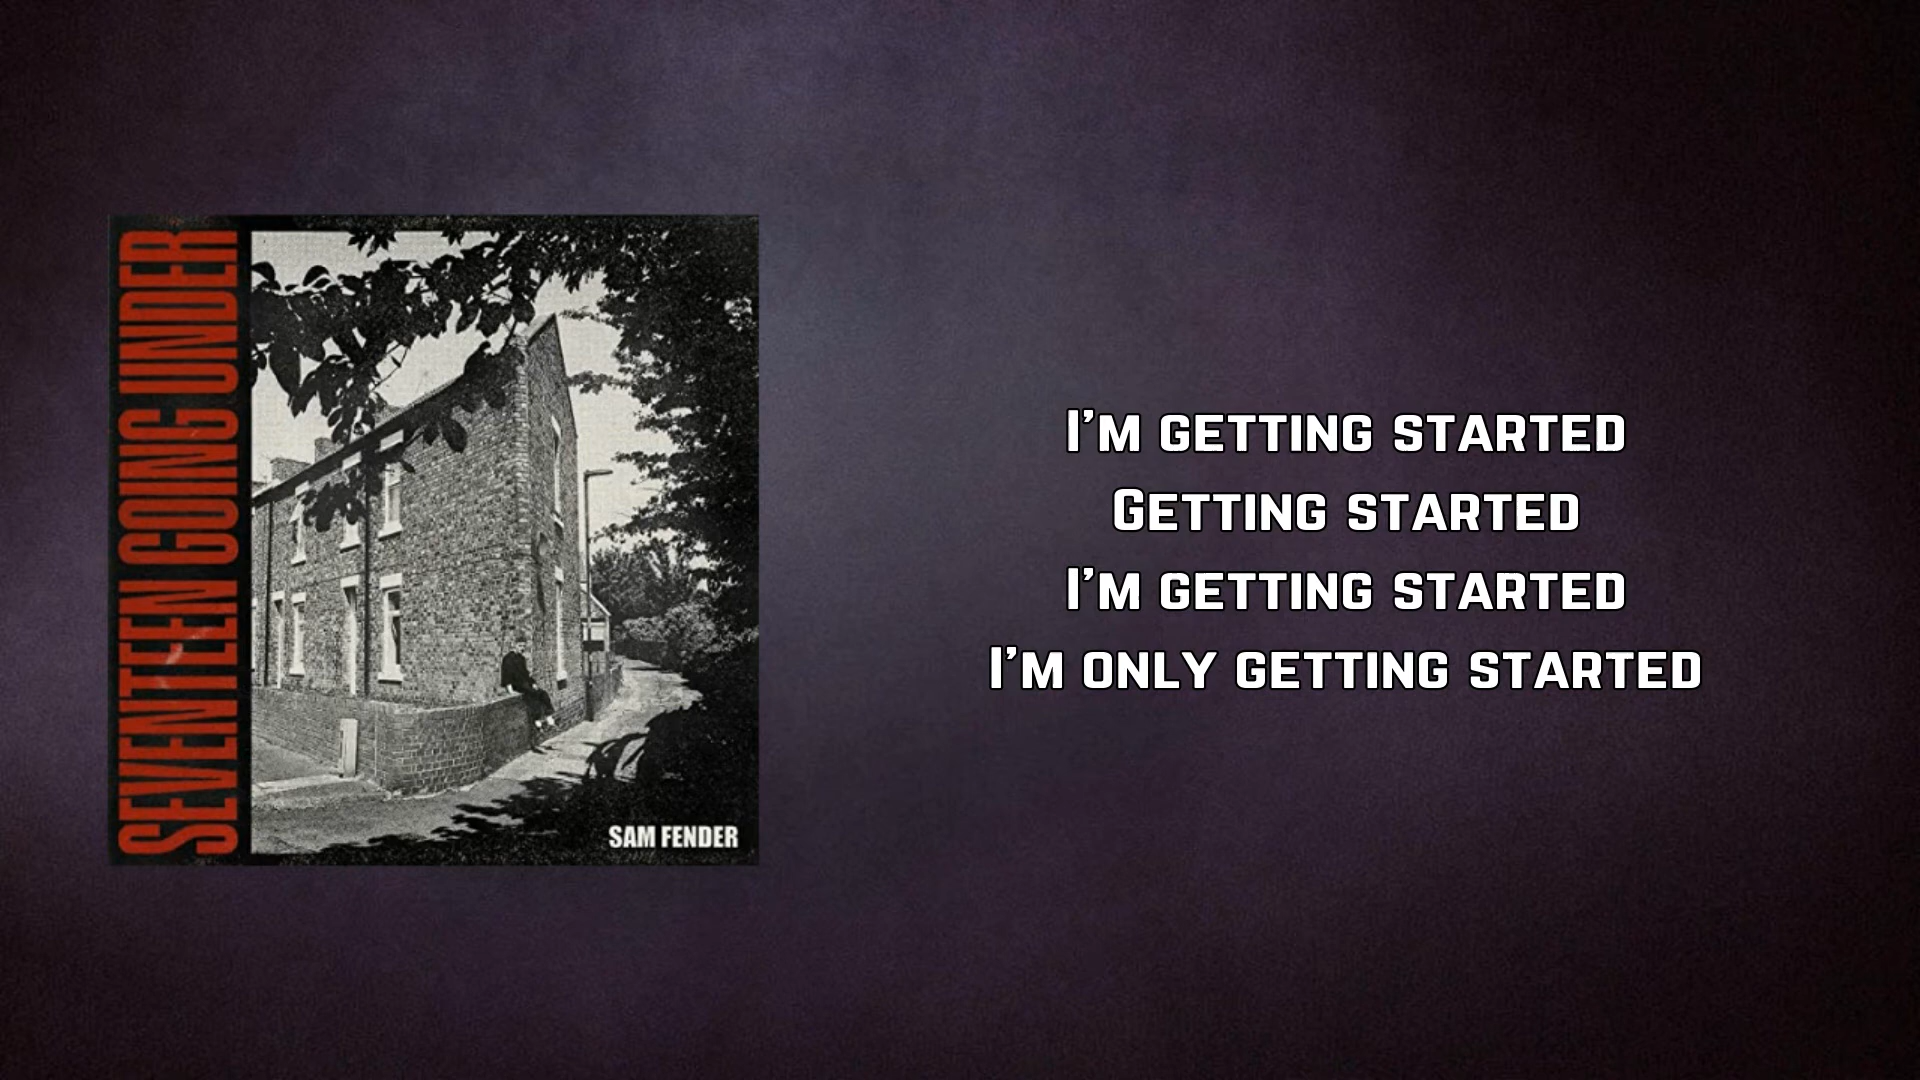 SEVENTEEN GOING UNDER
SAM FENDER
I'm getting started
Getting started
I'm getting started
I'm only getting started